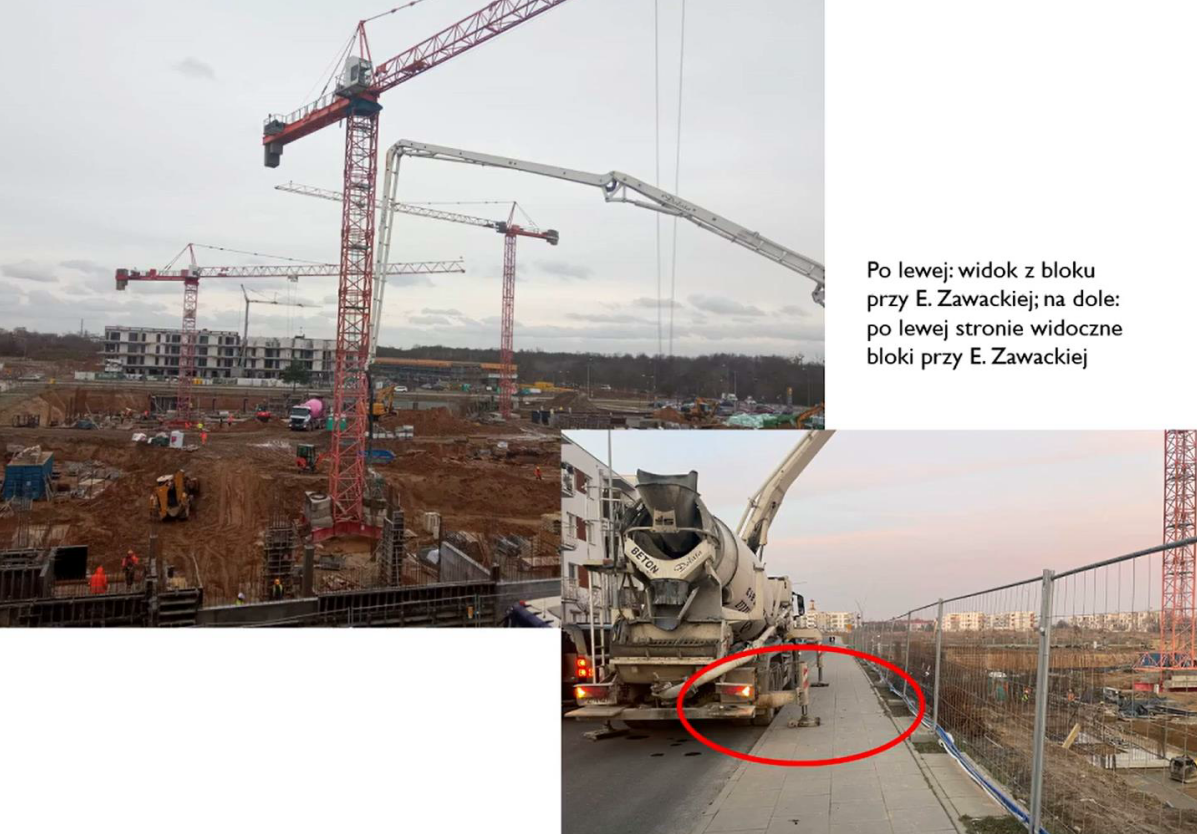 Po lewej: widok z bloku
przy E. Zawackiej; na dole:
po lewej stronie widoczne
bloki przy E. Zawackiej
BETON